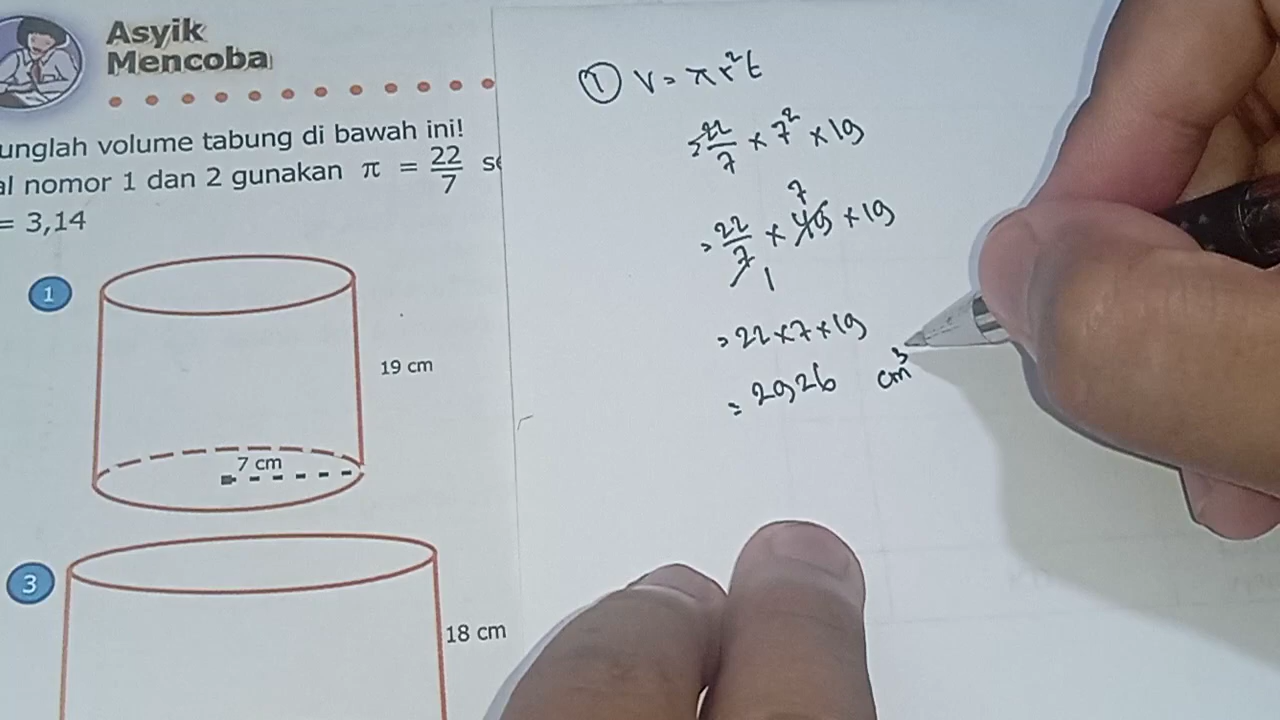 Asyik
Mencoba
unglah volume tabung di bawah ini!
al nomor 1 dan 2 gunakan π = 22/7 se
= 3,14
1
19 cm
7 cm
3
18 cm
① V = πr²t
= 22/7 × 7² × 19
= 22/7 × 49 × 19
7
1
= 22 × 7 × 19
= 2926 cm³